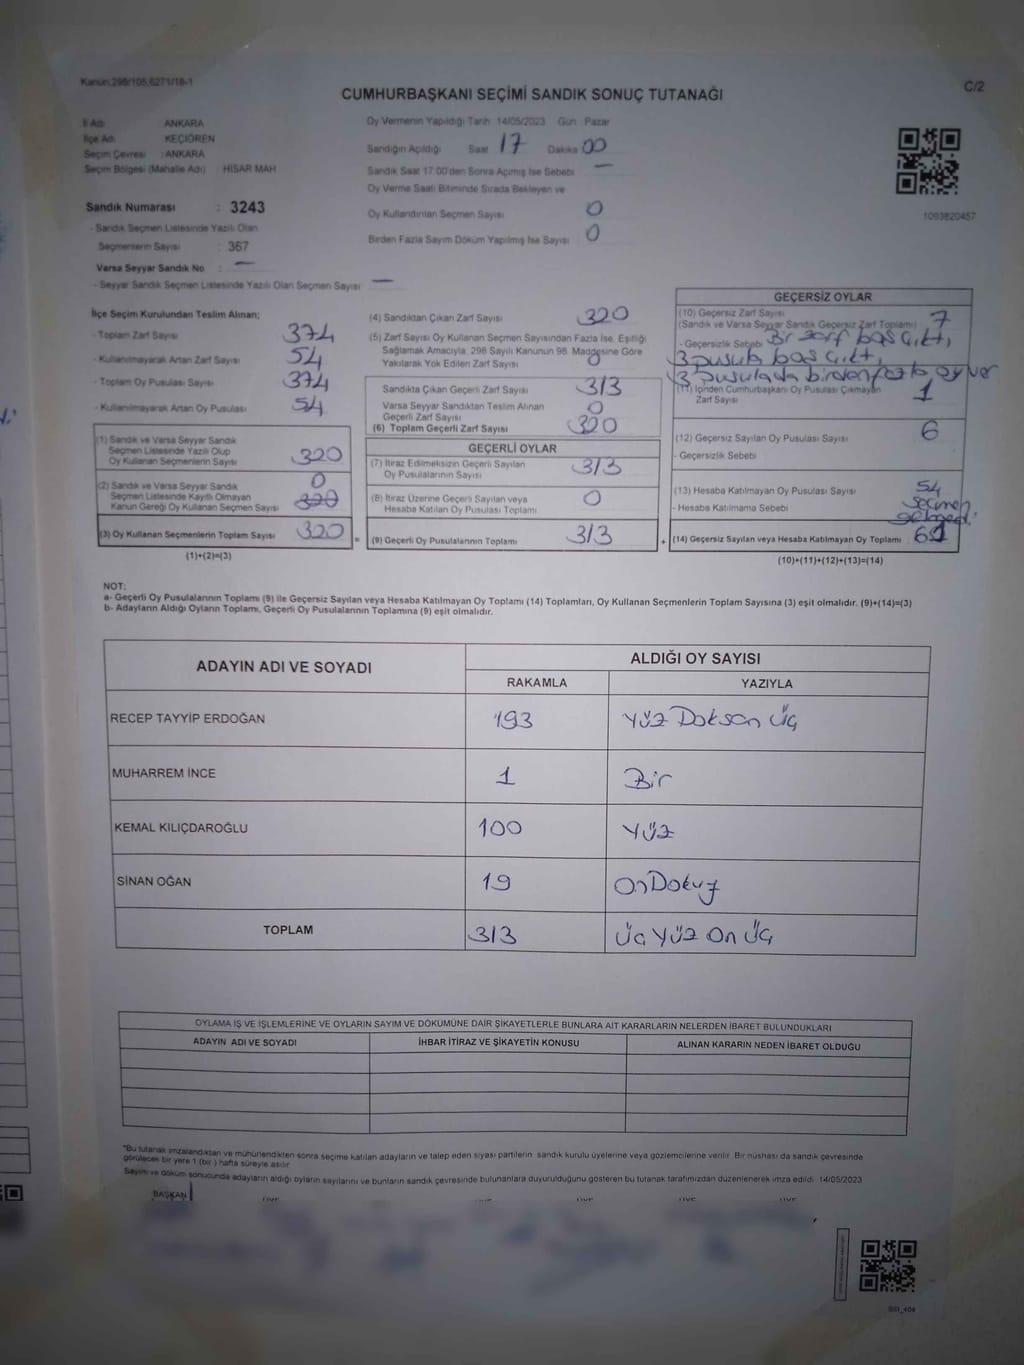 Kanun:298/105,6271/18-1
C/2
CUMHURBAŞKANI SEÇİMİ SANDIK SONUÇ TUTANAĞI
İl Adı : ANKARA
İlçe Adı : KEÇİÖREN
Seçim Çevresi : ANKARA
Seçim Bölgesi (Mahalle Adı) : HİSAR MAH
Sandık Numarası : 3243
- Sandık Seçmen Listesinde Yazılı Olan
Seçmenlerin Sayısı : 367
Varsa Seyyar Sandık No : —
- Seyyar Sandık Seçmen Listesinde Yazılı Olan Seçmen Sayısı : —
Oy Vermenin Yapıldığı Tarih: 14/05/2023 Gün: Pazar
Sandığın Açıldığı Saat 17 Dakika 00
Sandık Saat 17:00'den Sonra Açımış İse Sebebi —
Oy Verme Saati Bitiminde Sırada Bekleyen ve
Oy Kullandırılan Seçmen Sayısı 0
Birden Fazla Sayım Döküm Yapılmış İse Sayısı : 0
1093820457
İlçe Seçim Kurulundan Teslim Alınan;
- Toplam Zarf Sayısı 374
- Kullanılmayarak Artan Zarf Sayısı 54
- Toplam Oy Pusulası Sayısı 374
- Kullanılmayarak Artan Oy Pusulası 54
(1) Sandık ve Varsa Seyyar Sandık
Seçmen Listesinde Yazılı Olup
Oy Kullanan Seçmenlerin Sayısı 320
(2) Sandık ve Varsa Seyyar Sandık 0
Seçmen Listesinde Kayıtlı Olmayan
Kanun Gereği Oy Kullanan Seçmen Sayısı 320
(3) Oy Kullanan Seçmenlerin Toplam Sayısı 320
(1)+(2)=(3)
(4) Sandıktan Çıkan Zarf Sayısı 320
(5) Zarf Sayısı Oy Kullanan Seçmen Sayısından Fazla İse, Eşitliği
Sağlamak Amacıyla, 298 Sayılı Kanunun 98. Maddesine Göre
Yakılarak Yok Edilen Zarf Sayısı 0
Sandıkta Çıkan Geçerli Zarf Sayısı 313
Varsa Seyyar Sandıktan Teslim Alınan
Geçerli Zarf Sayısı 0
(6) Toplam Geçerli Zarf Sayısı 320
GEÇERLİ OYLAR
(7) İtiraz Edilmeksizin Geçerli Sayılan
Oy Pusulalarının Sayısı 313
(8) İtiraz Üzerine Geçerli Sayılan veya
Hesaba Katılan Oy Pusulası Toplamı 0
(9) Geçerli Oy Pusulalarının Toplamı 313
GEÇERSİZ OYLAR
(10) Geçersiz Zarf Sayısı
(Sandık ve Varsa Seyyar Sandık Geçersiz Zarf Toplamı) 7
- Geçersizlik Sebebi Bir zarf boş çıktı,
3 pusula boş çıktı,
3 pusulada birden fazla oy ver
(11) İçinden Cumhurbaşkanı Oy Pusulası Çıkmayan
Zarf Sayısı 1
(12) Geçersiz Sayılan Oy Pusulası Sayısı 6
- Geçersizlik Sebebi
(13) Hesaba Katılmayan Oy Pusulası Sayısı 54
- Hesaba Katılmama Sebebi seçmen
gelmedi.
(14) Geçersiz Sayılan veya Hesaba Katılmayan Oy Toplamı
(10)+(11)+(12)+(13)=(14)
NOT:
a- Geçerli Oy Pusulalarının Toplamı (9) ile Geçersiz Sayılan veya Hesaba Katılmayan Oy Toplamı (14) Toplamları, Oy Kullanan Seçmenlerin Toplam Sayısına (3) eşit olmalıdır. (9)+(14)=(3)
b- Adayların Aldığı Oyların Toplamı, Geçerli Oy Pusulalarının Toplamına (9) eşit olmalıdır.
ADAYIN ADI VE SOYADI ALDIĞI OY SAYISI
RAKAMLA YAZIYLA
RECEP TAYYİP ERDOĞAN 193 Yüz Doksan Üç
MUHARREM İNCE 1 Bir
KEMAL KILIÇDAROĞLU 100 Yüz
SİNAN OĞAN 19 On Dokuz
TOPLAM 313 Üç Yüz On Üç
OYLAMA İŞ VE İŞLEMLERİNE VE OYLARIN SAYIM VE DÖKÜMÜNE DAİR ŞİKAYETLERLE BUNLARA AİT KARARLARIN NELERDEN İBARET BULUNDUKLARI
ADAYIN ADI VE SOYADI İHBAR İTİRAZ VE ŞİKAYETİN KONUSU ALINAN KARARIN NEDEN İBARET OLDUĞU
"Bu tutanak imzalandıktan ve mühürlendikten sonra seçime katılan adayların ve talep eden siyasi partilerin sandık kurulu üyelerine veya gözlemcilerine verilir. Bir nüshası da sandık çevresinde
görülecek bir yere 1 (bir ) hafta süreyle asılır.
Sayım ve döküm sonucunda adayların aldığı oyların sayılarını ve bunların sandık çevresinde bulunanlara duyurulduğunu gösteren bu tutanak tarafımızdan düzenlenerek imza edildi. 14/05/2023
BAŞKAN